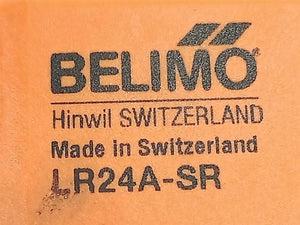 BELIMO®
Hinwil SWITZERLAND
Made in Switzerland
LR24A-SR